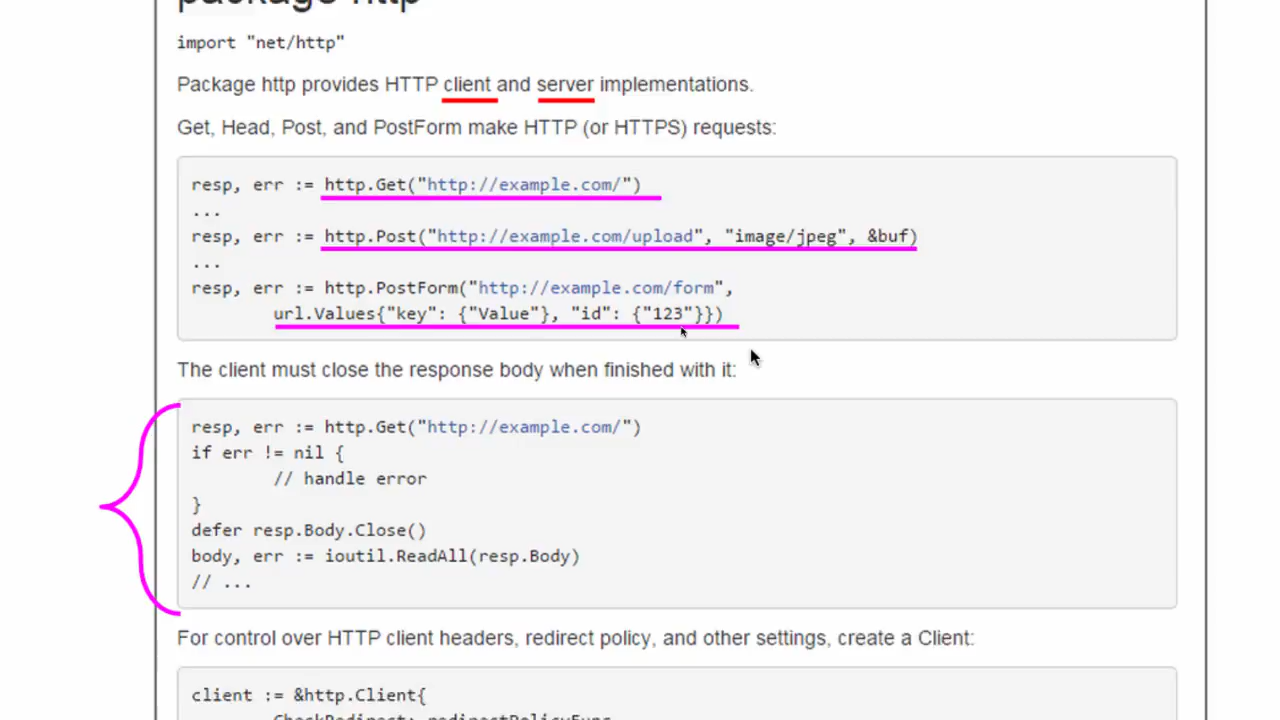 package http
import "net/http"
Package http provides HTTP client and server implementations.
Get, Head, Post, and PostForm make HTTP (or HTTPS) requests:
resp, err := http.Get("http://example.com/")
...
resp, err := http.Post("http://example.com/upload", "image/jpeg", &buf)
...
resp, err := http.PostForm("http://example.com/form",
url.Values{"key": {"Value"}, "id": {"123"}})
The client must close the response body when finished with it:
resp, err := http.Get("http://example.com/")
if err != nil {
// handle error
}
defer resp.Body.Close()
body, err := ioutil.ReadAll(resp.Body)
// ...
For control over HTTP client headers, redirect policy, and other settings, create a Client:
client := &http.Client{
CheckRedirect: redirectPolicyFunc,